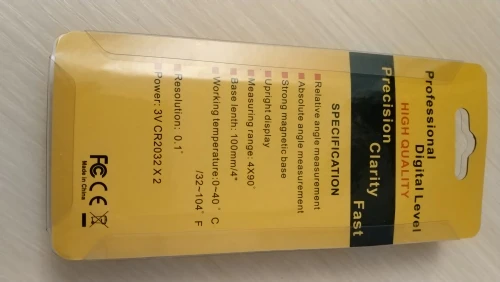 Professional
Digital Level
HIGH QUALITY
Precision Clarity Fast
SPECIFICATION
Relative angle measurement
Absolute angle measurement
Strong magnetic base
Upright display
Measuring range: 4X90°
Base lenth: 100mm/4"
Working temperature:0~40°C
/32~104°F
Resolution: 0.1°
Power: 3V CR2032 X 2
FC CE
Made in China